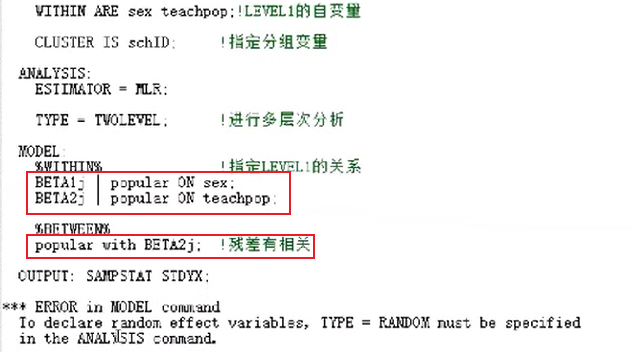 WITHIN ARE sex teachpop;!LEVEL1的自变量
CLUSTER IS schID; !指定分组变量
ANALYSIS:
ESTIMATOR = MLR;
TYPE = TWOLEVEL; !进行多层次分析
MODEL:
%WITHIN% !指定LEVEL1的关系
BETA1j | popular ON sex;
BETA2j | popular ON teachpop;
%BETWEEN%
popular with BETA2j; !残差有相关
OUTPUT: SAMPSTAT STDYX;
*** ERROR in MODEL command
To declare random effect variables, TYPE = RANDOM must be specified
in the ANALYSIS command.